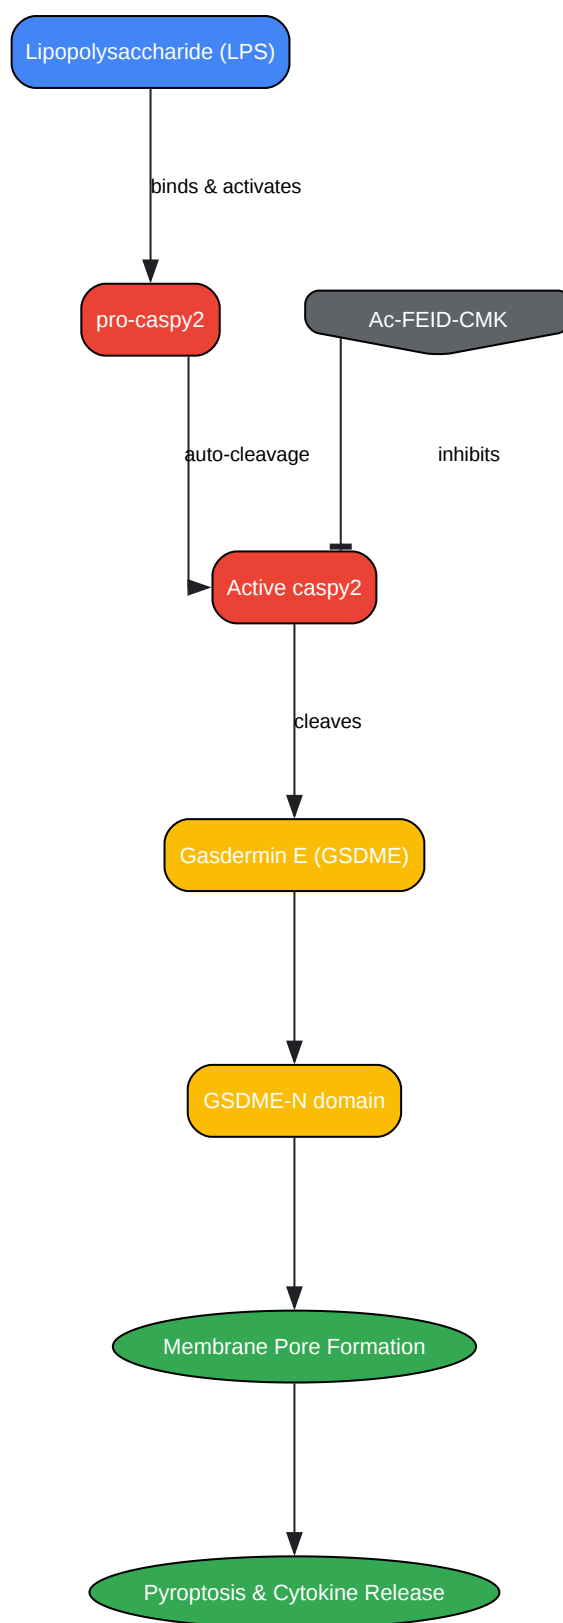 Lipopolysaccharide (LPS)
binds & activates
pro-caspy2
Ac-FEID-CMK
auto-cleavage
inhibits
Active caspy2
cleaves
Gasdermin E (GSDME)
GSDME-N domain
Membrane Pore Formation
Pyroptosis & Cytokine Release